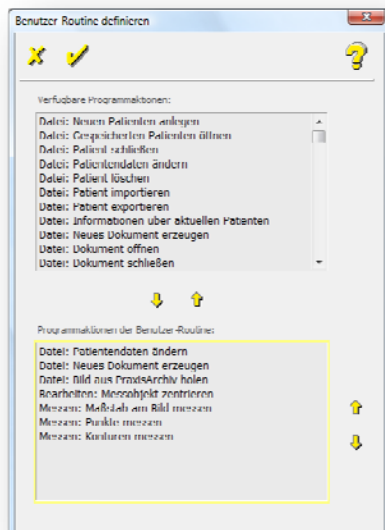 Benutzer Routine definieren
Verfügbare Programmaktionen:
Datei: Neuen Patienten anlegen
Datei: Gespeicherten Patienten öffnen
Datei: Patient schließen
Datei: Patientendaten ändern
Datei: Patient löschen
Datei: Patient importieren
Datei: Patient exportieren
Datei: Informationen über aktuellen Patienten
Datei: Neues Dokument erzeugen
Datei: Dokument öffnen
Datei: Dokument schließen
Programmaktionen der Benutzer-Routine:
Datei: Patientendaten ändern
Datei: Neues Dokument erzeugen
Datei: Bild aus PraxisArchiv holen
Bearbeiten: Messobjekt zentrieren
Messen: Maßstab am Bild messen
Messen: Punkte messen
Messen: Konturen messen